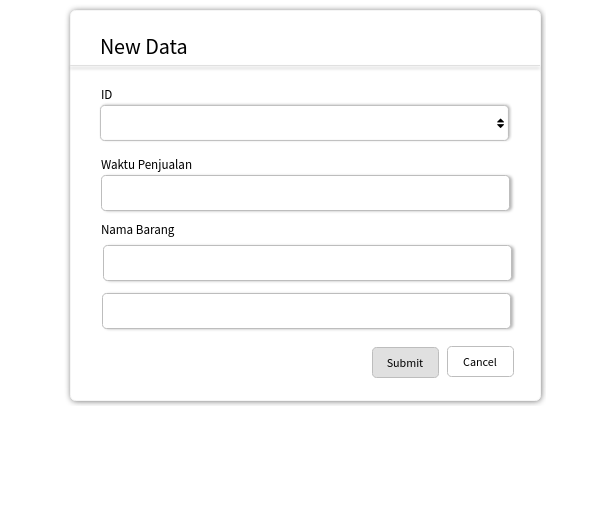 New Data
ID
Waktu Penjualan
Nama Barang
Submit
Cancel